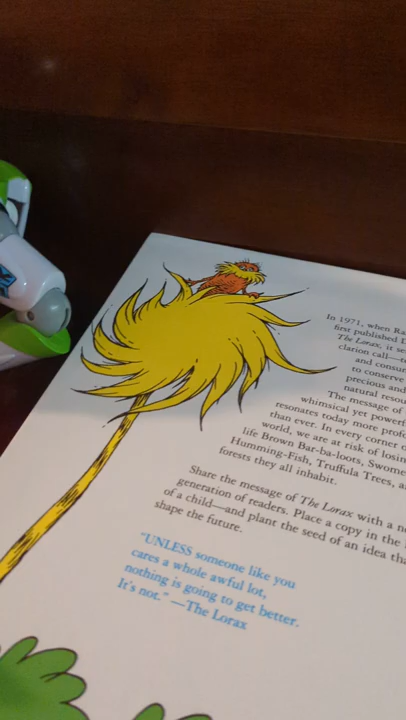 In 1971, when Ra
first published D
The Lorax, it se
clarion call—t
and consu
to conserve
precious and
natural resou
The message of
whimsical yet powerf
resonates today more profo
than ever. In every corner o
world, we are at risk of losin
life Brown Bar-ba-loots, Swome
Humming-Fish, Truffula Trees, a
forests they all inhabit.
Share the message of The Lorax with a n
generation of readers. Place a copy in the
of a child—and plant the seed of an idea tha
shape the future.
"UNLESS someone like you
cares a whole awful lot,
nothing is going to get better.
It's not." —The Lorax